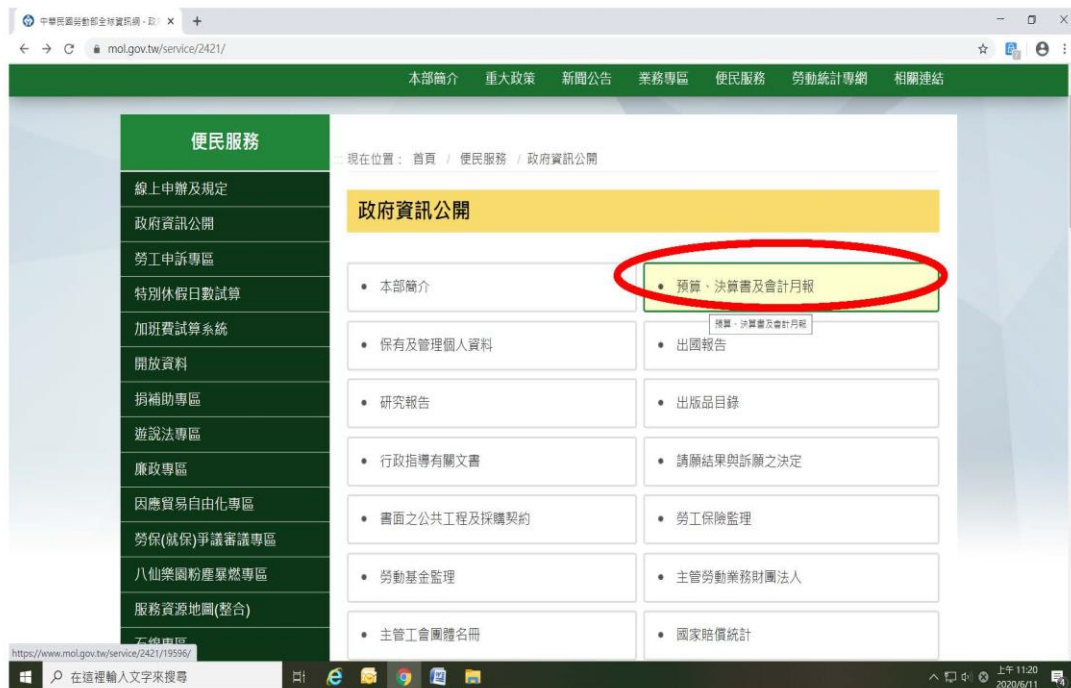 中華民國勞動部全球資訊網 - 政
mol.gov.tw/service/2421/
本部簡介 重大政策 新聞公告 業務專區 便民服務 勞動統計專網 相關連結
便民服務
線上申辦及規定
政府資訊公開
勞工申訴專區
特別休假日數試算
加班費試算系統
開放資料
捐補助專區
遊說法專區
廉政專區
因應貿易自由化專區
勞保(就保)爭議審議專區
八仙樂園粉塵暴燃專區
服務資源地圖(整合)
石綿專區
現在位置: 首頁 / 便民服務 / 政府資訊公開
政府資訊公開
• 本部簡介
• 預算、決算書及會計月報
預算、決算書及會計月報
• 保有及管理個人資料
• 出國報告
• 研究報告
• 出版品目錄
• 行政指導有關文書
• 請願結果與訴願之決定
• 書面之公共工程及採購契約
• 勞工保險監理
• 勞動基金監理
• 主管勞動業務財團法人
• 主管工會團體名冊
• 國家賠償統計
https://www.mol.gov.tw/service/2421/19596/
在這裡輸入文字來搜尋
上午 11:20
2020/6/11